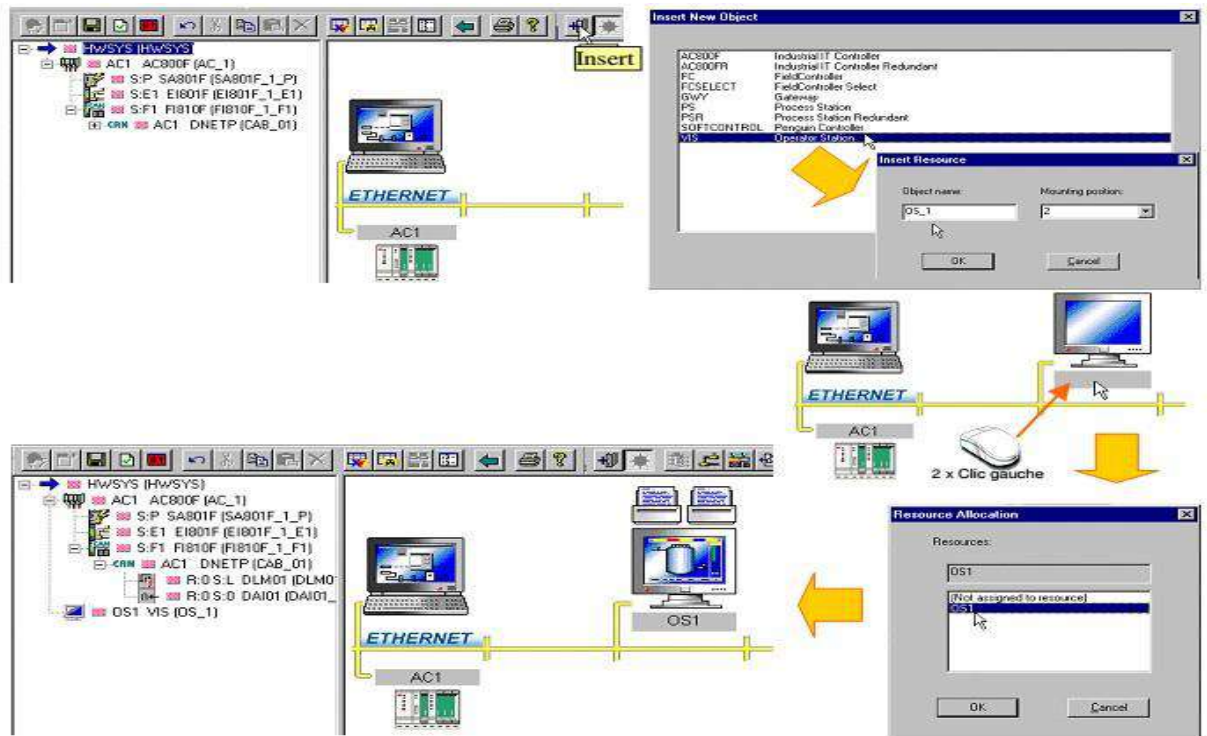 HWSYS (HWSYS)
AC1 AC800F (AC_1)
S:P SA801F (SA801F_1_P)
S:E1 EI801F (EI801F_1_E1)
S:F1 FI810F (FI810F_1_F1)
CAN AC1 DNETP (CAB_01)
Insert
ETHERNET
AC1
Insert New Object
AC800F Industrial IT Controller
AC800FR Industrial IT Controller Redundant
FC FieldController
FCSELECT FieldController Select
GWY Gateway
PS Process Station
PSR Process Station Redundant
SOFTCONTROL Penguin Controller
VIS Operator Station
Insert Resource
Object name:
Mounting position:
OS_1
2
OK
Cancel
ETHERNET
AC1
2 x Clic gauche
HWSYS (HWSYS)
AC1 AC800F (AC_1)
S:P SA801F (SA801F_1_P)
S:E1 EI801F (EI801F_1_E1)
S:F1 FI810F (FI810F_1_F1)
CAN AC1 DNETP (CAB_01)
R:0 S:L DLM01 (DLM0
R:0 S:0 DAI01 (DAI01_
OS1 VIS (OS_1)
ETHERNET
AC1
OS1
Resource Allocation
Resources:
OS1
(Not assigned to resource)
OS1
OK
Cancel